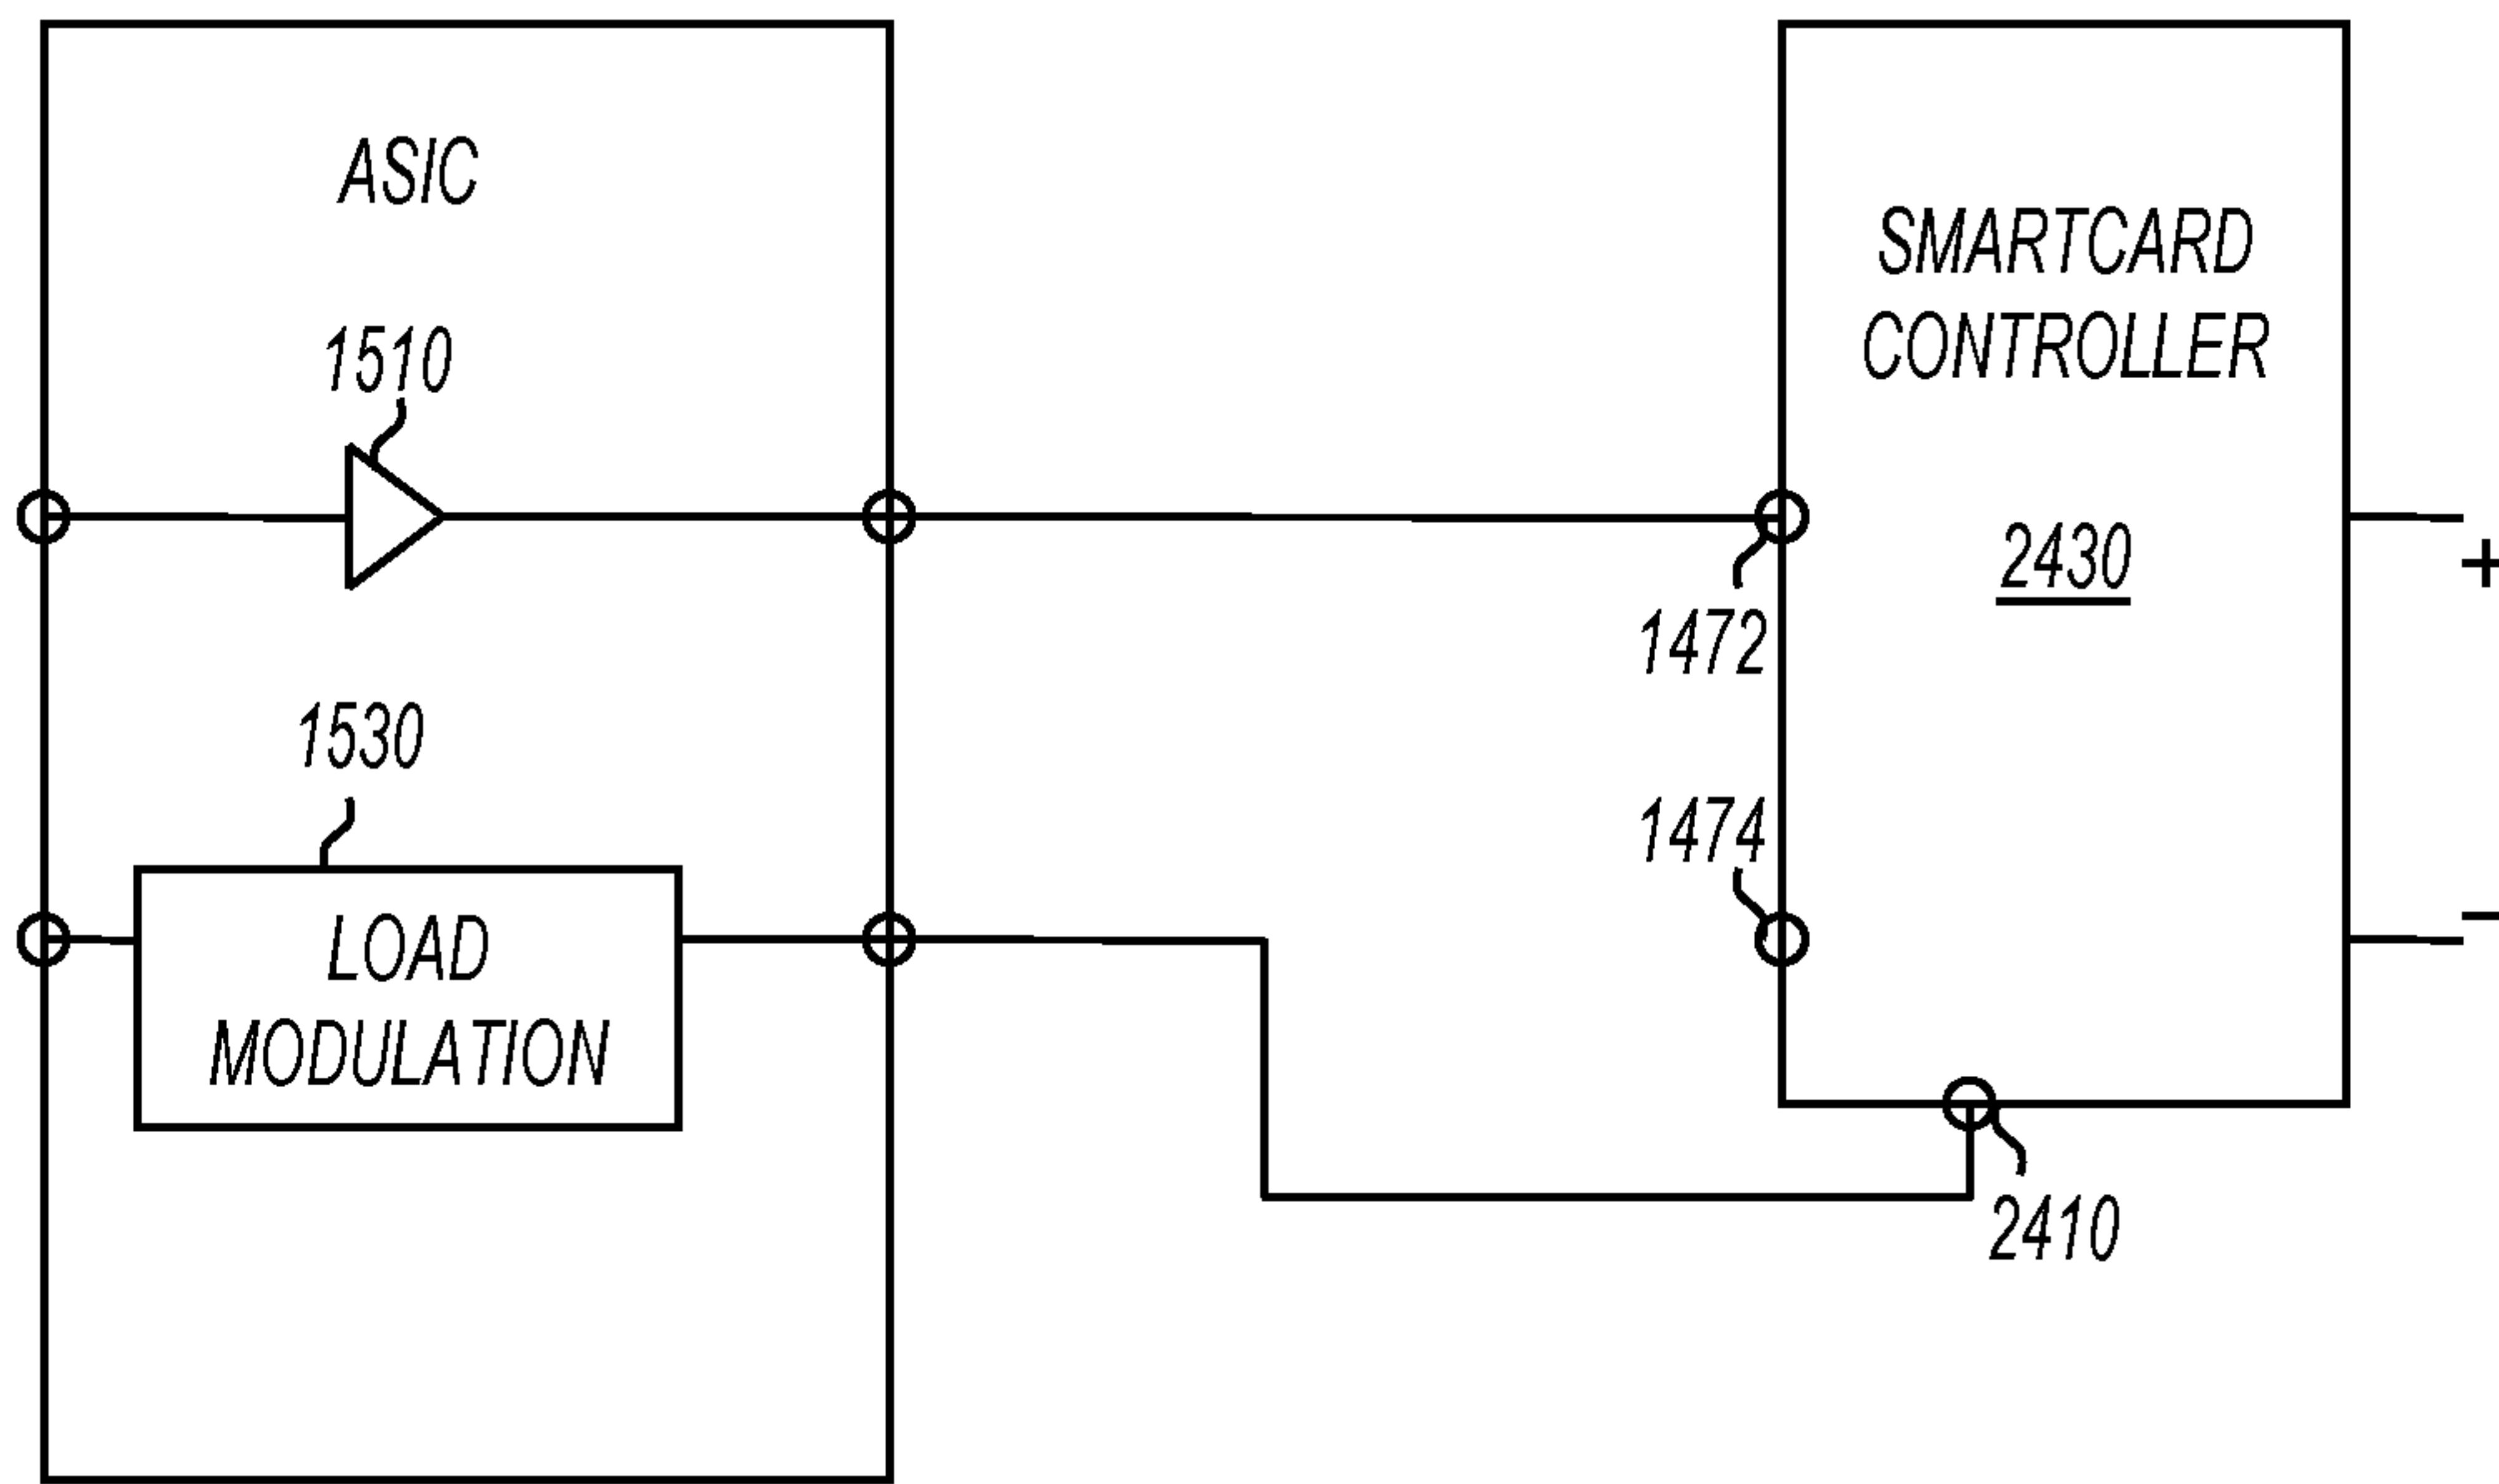 ASIC
SMARTCARD
CONTROLLER
1510
2430
+
1472
1530
1474
−
LOAD
MODULATION
2410